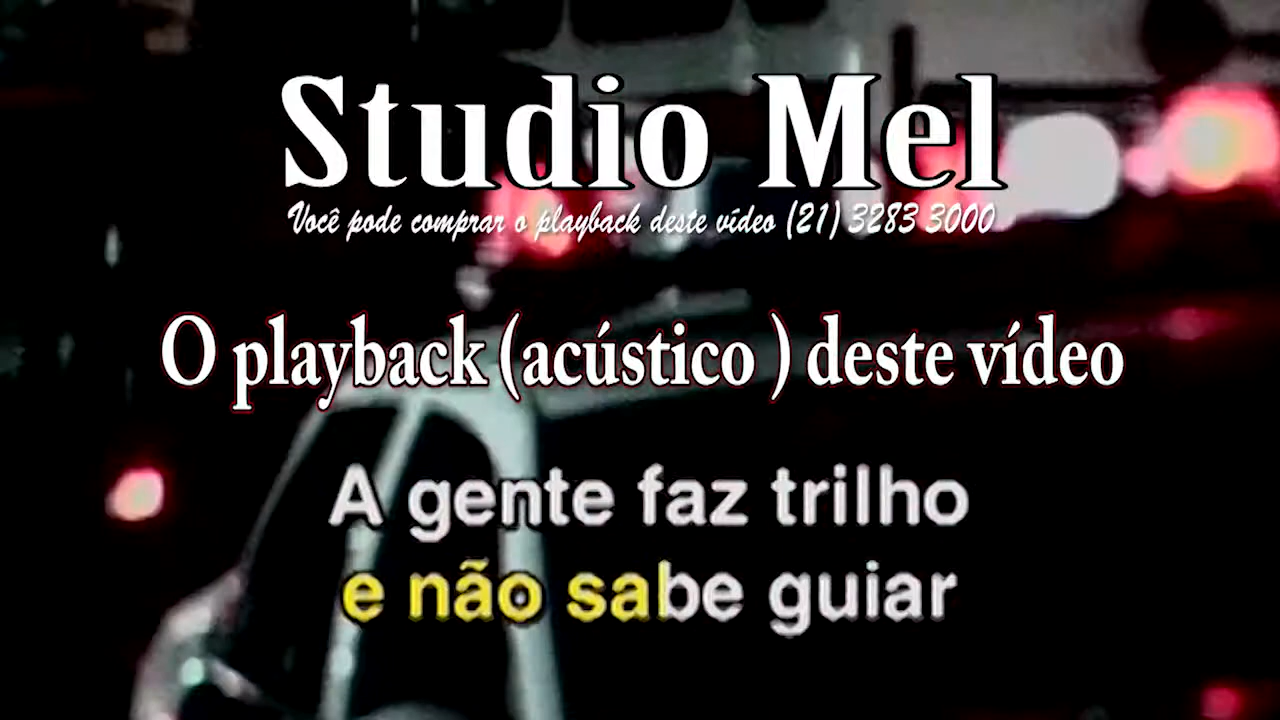 Studio Mel
Você pode comprar o playback deste vídeo (21) 3283 3000
O playback (acústico ) deste vídeo
A gente faz trilho
e não sabe guiar